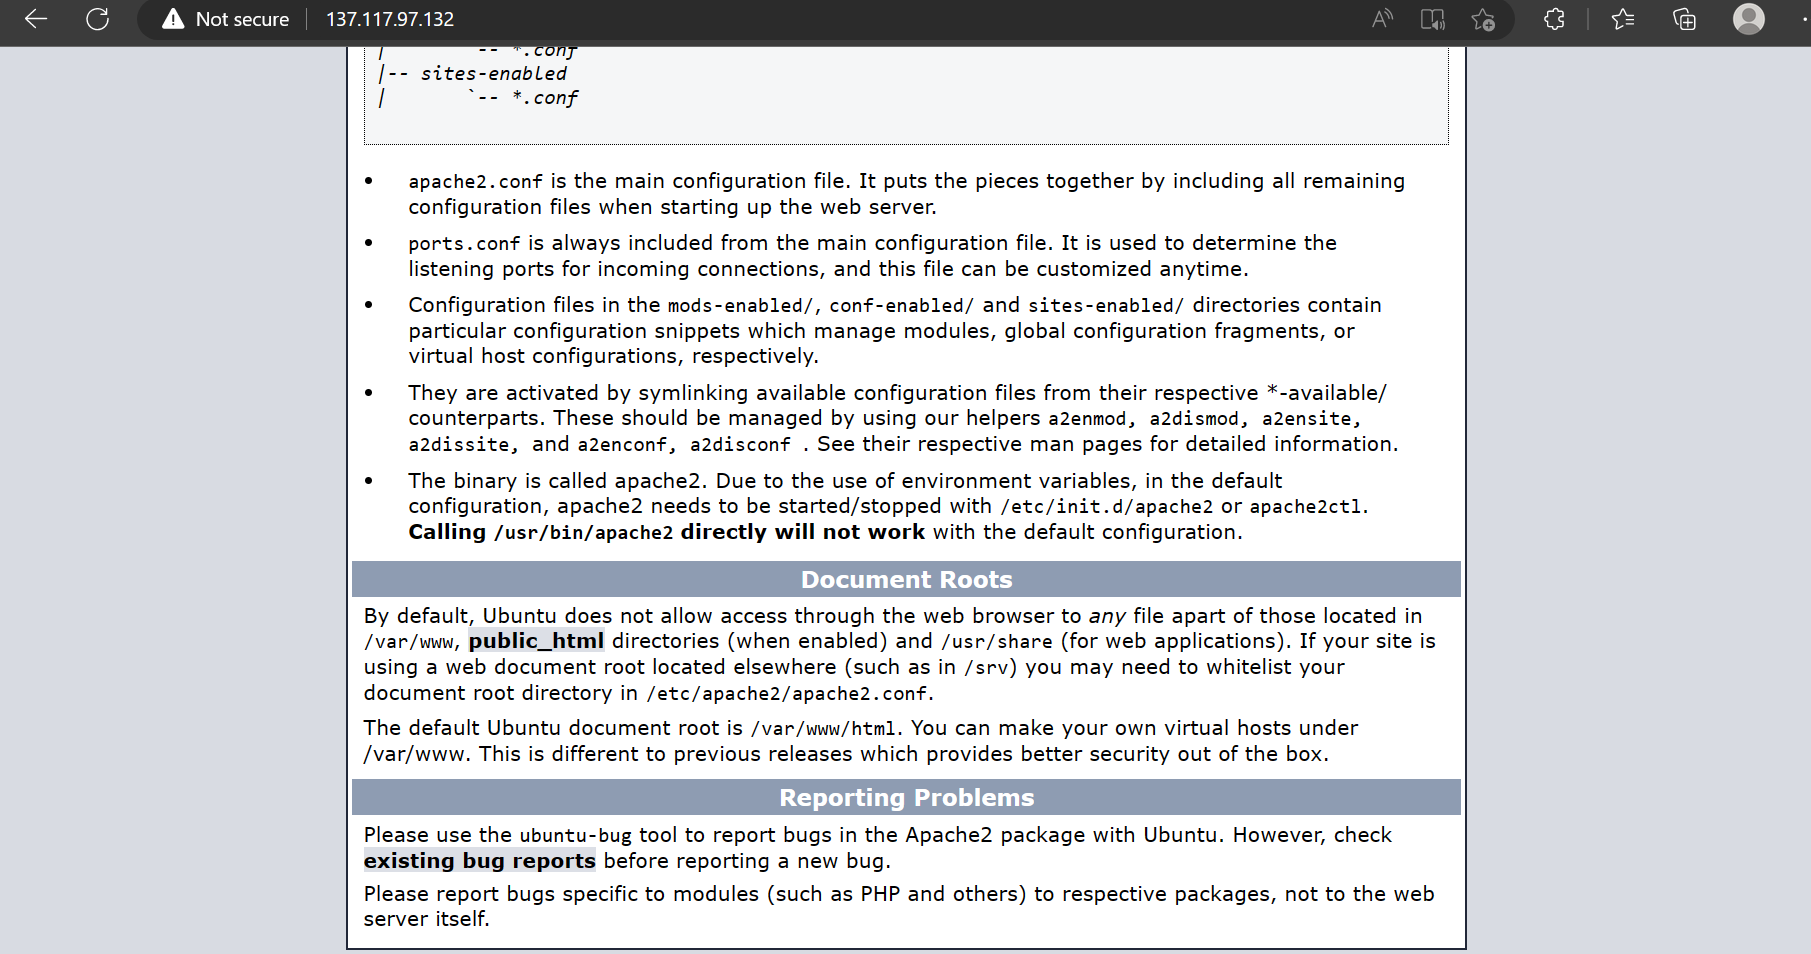 Not secure 137.117.97.132
| -- *.conf
|-- sites-enabled
| `-- *.conf
• apache2.conf is the main configuration file. It puts the pieces together by including all remaining
configuration files when starting up the web server.
• ports.conf is always included from the main configuration file. It is used to determine the
listening ports for incoming connections, and this file can be customized anytime.
• Configuration files in the mods-enabled/, conf-enabled/ and sites-enabled/ directories contain
particular configuration snippets which manage modules, global configuration fragments, or
virtual host configurations, respectively.
• They are activated by symlinking available configuration files from their respective *-available/
counterparts. These should be managed by using our helpers a2enmod, a2dismod, a2ensite,
a2dissite, and a2enconf, a2disconf . See their respective man pages for detailed information.
• The binary is called apache2. Due to the use of environment variables, in the default
configuration, apache2 needs to be started/stopped with /etc/init.d/apache2 or apache2ctl.
Calling /usr/bin/apache2 directly will not work with the default configuration.
Document Roots
By default, Ubuntu does not allow access through the web browser to any file apart of those located in
/var/www, public_html directories (when enabled) and /usr/share (for web applications). If your site is
using a web document root located elsewhere (such as in /srv) you may need to whitelist your
document root directory in /etc/apache2/apache2.conf.
The default Ubuntu document root is /var/www/html. You can make your own virtual hosts under
/var/www. This is different to previous releases which provides better security out of the box.
Reporting Problems
Please use the ubuntu-bug tool to report bugs in the Apache2 package with Ubuntu. However, check
existing bug reports before reporting a new bug.
Please report bugs specific to modules (such as PHP and others) to respective packages, not to the web
server itself.